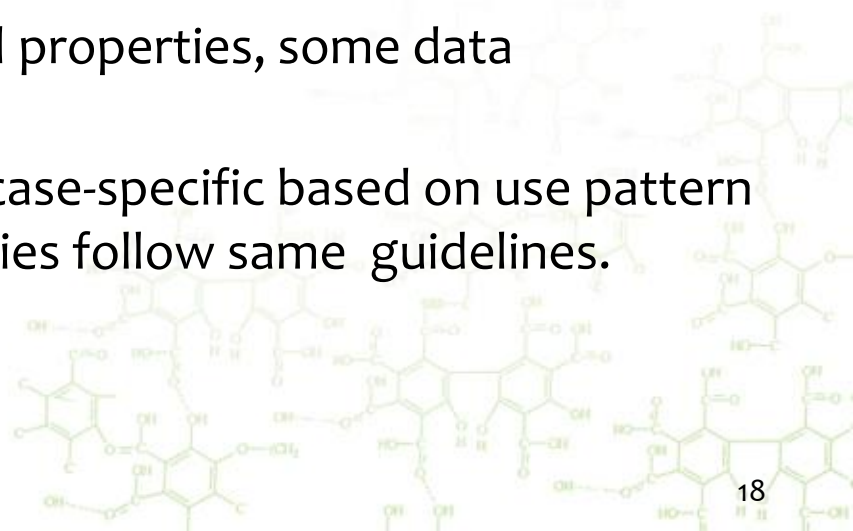 l properties, some data
case-specific based on use pattern
ies follow same guidelines.
18